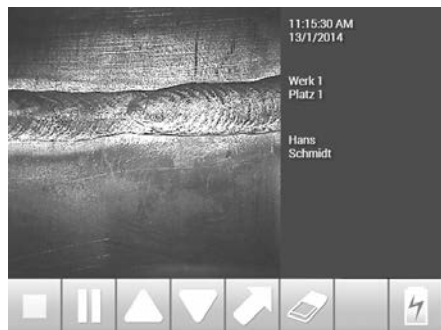 11:15:30 AM
13/1/2014
Werk 1
Platz 1
Hans
Schmidt